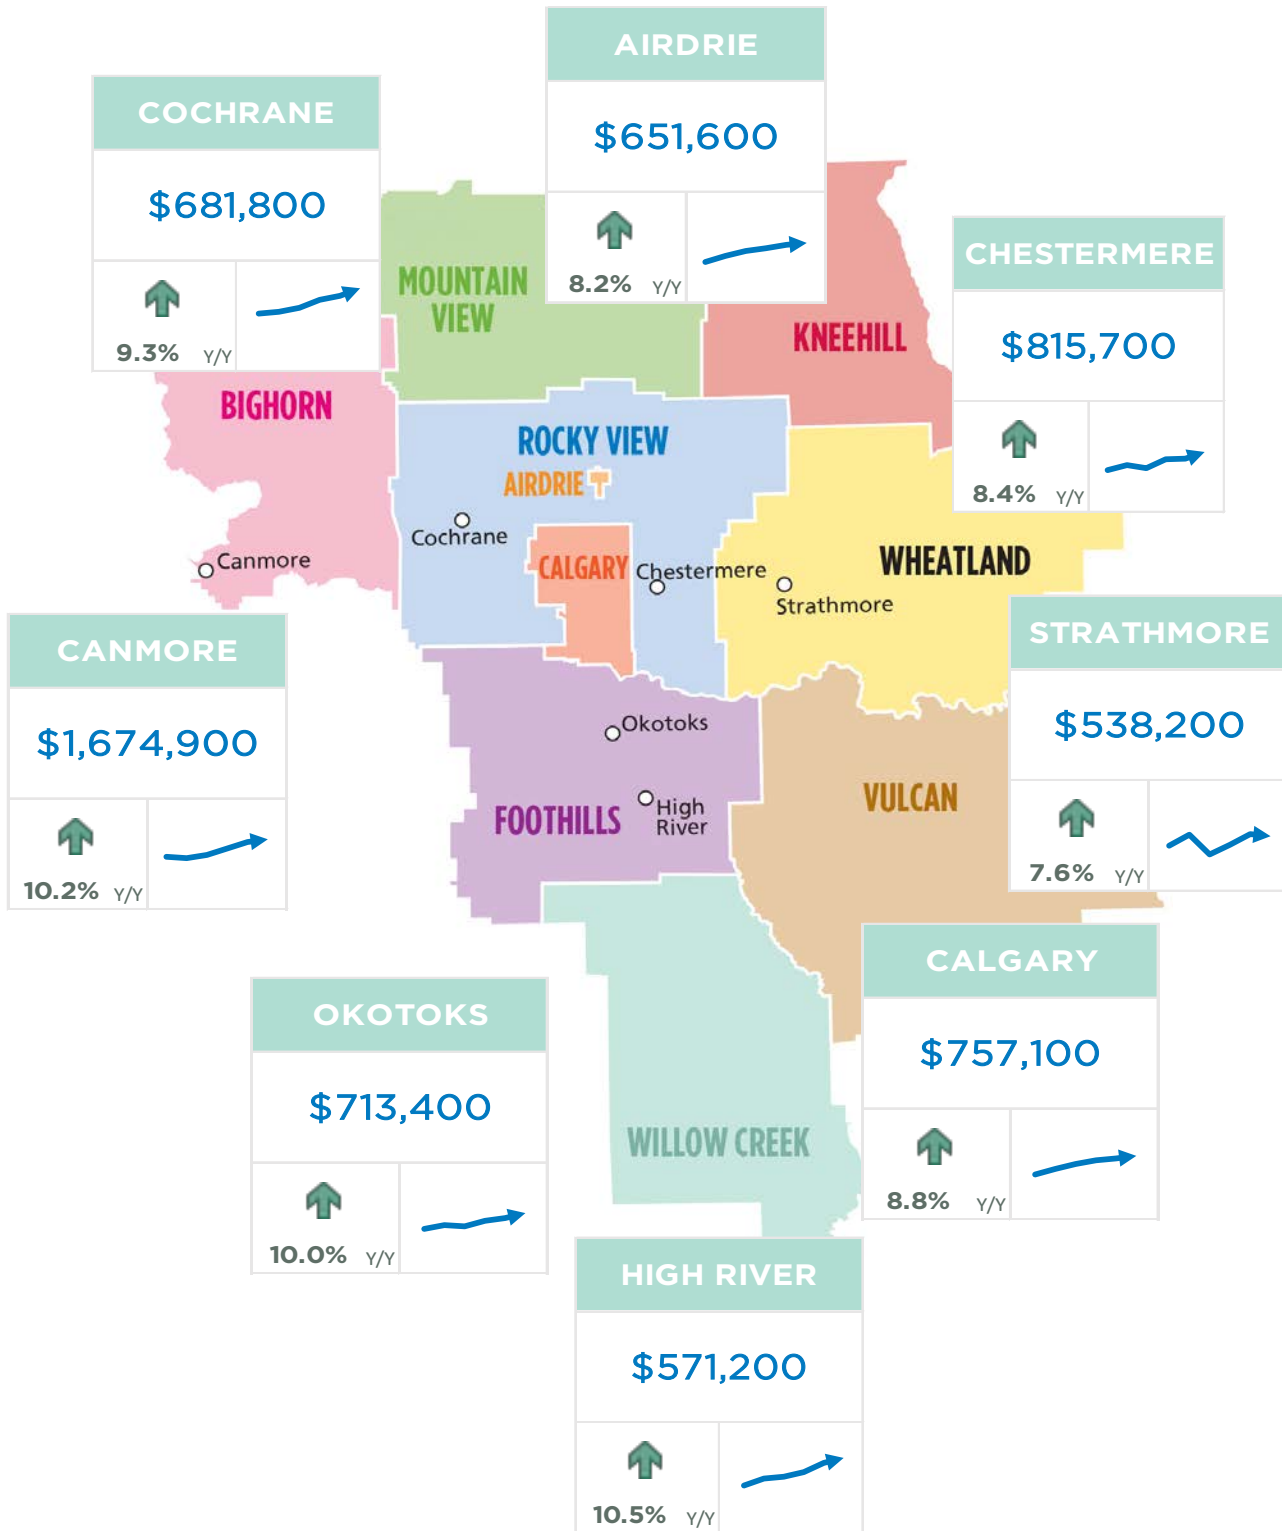 AIRDRIE
$651,600
8.2% Y/Y
COCHRANE
$681,800
9.3% Y/Y
CHESTERMERE
$815,700
8.4% Y/Y
MOUNTAIN
VIEW
KNEEHILL
BIGHORN
ROCKY VIEW
AIRDRIE
Cochrane
Canmore
CALGARY
Chestermere
WHEATLAND
Strathmore
CANMORE
$1,674,900
10.2% Y/Y
STRATHMORE
$538,200
7.6% Y/Y
Okotoks
High
River
FOOTHILLS
VULCAN
OKOTOKS
$713,400
10.0% Y/Y
CALGARY
$757,100
8.8% Y/Y
WILLOW CREEK
HIGH RIVER
$571,200
10.5% Y/Y